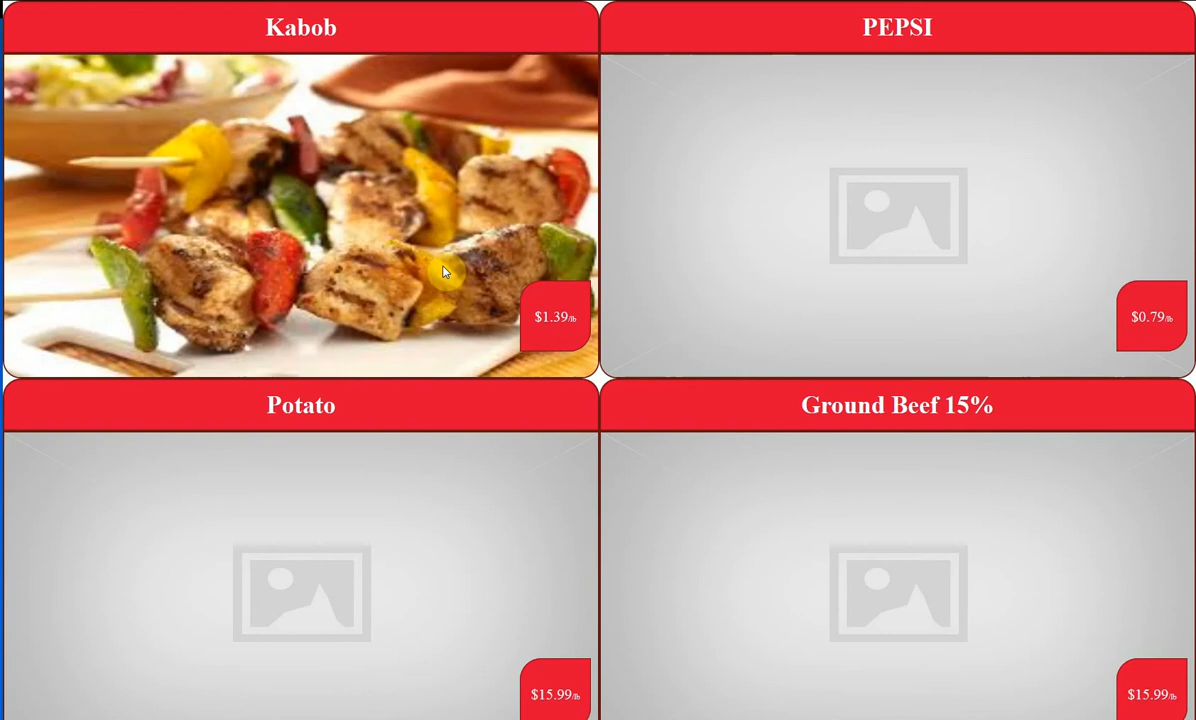 Kabob
PEPSI
$1.39/lb
$0.79/lb
Potato
Ground Beef 15%
$15.99/lb
$15.99/lb